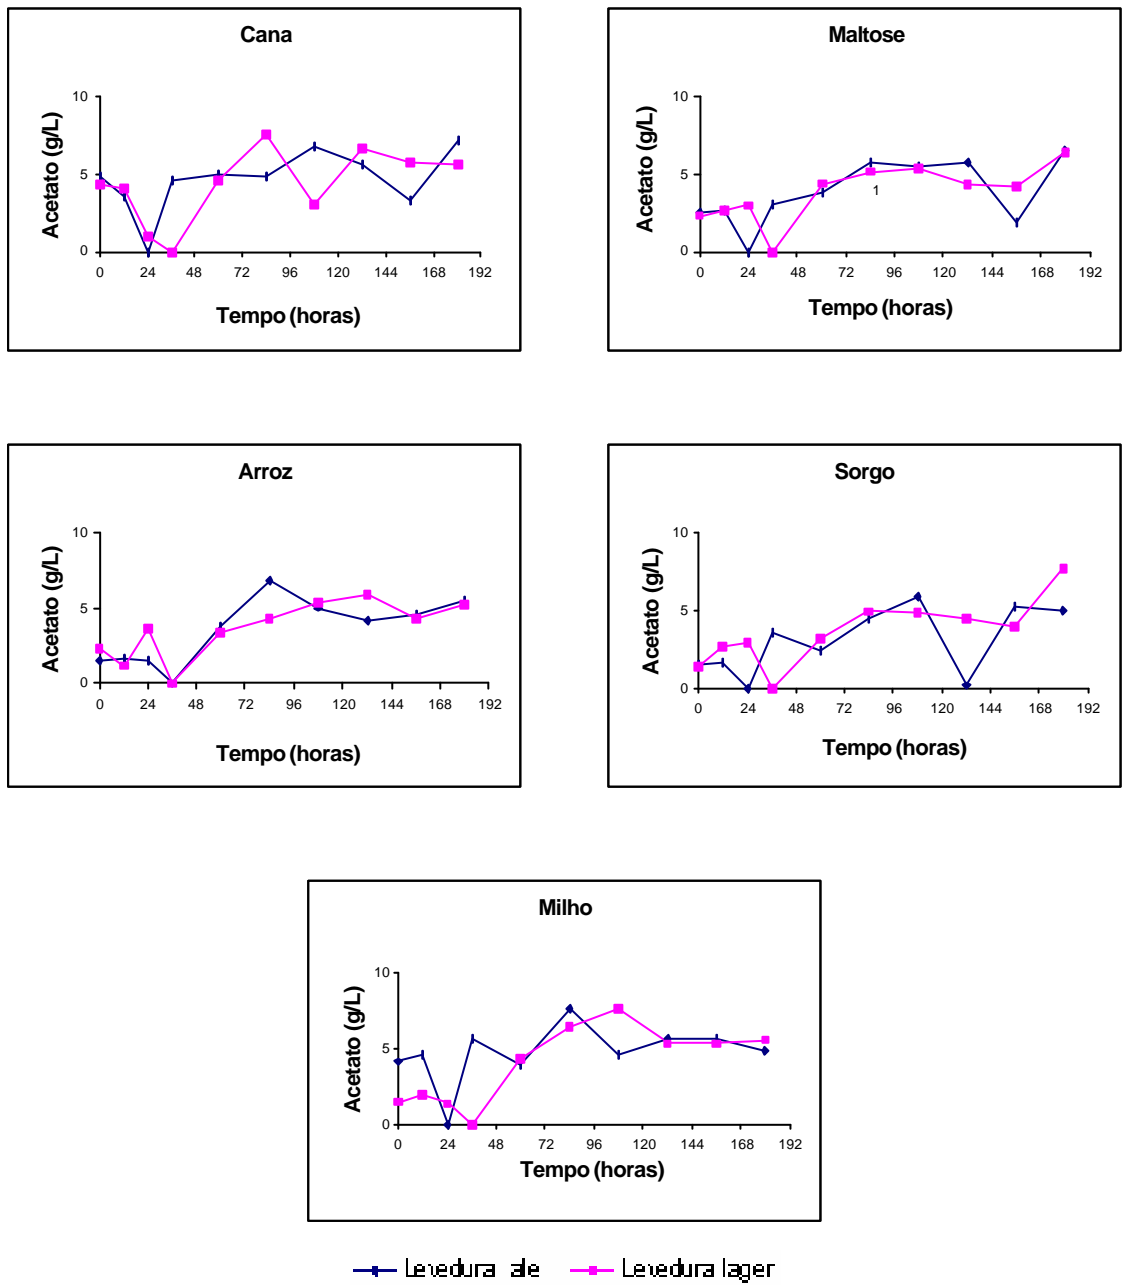 Cana
Acetato (g/L)
10
5
0
0 24 48 72 96 120 144 168 192
Tempo (horas)
Maltose
Acetato (g/L)
10
5
0
1
0 24 48 72 96 120 144 168 192
Tempo (horas)
Arroz
Acetato (g/L)
10
5
0
0 24 48 72 96 120 144 168 192
Tempo (horas)
Sorgo
Acetato (g/L)
10
5
0
0 24 48 72 96 120 144 168 192
Tempo (horas)
Milho
Acetato (g/L)
10
5
0
0 24 48 72 96 120 144 168 192
Tempo (horas)
Levedura ale Levedura lager